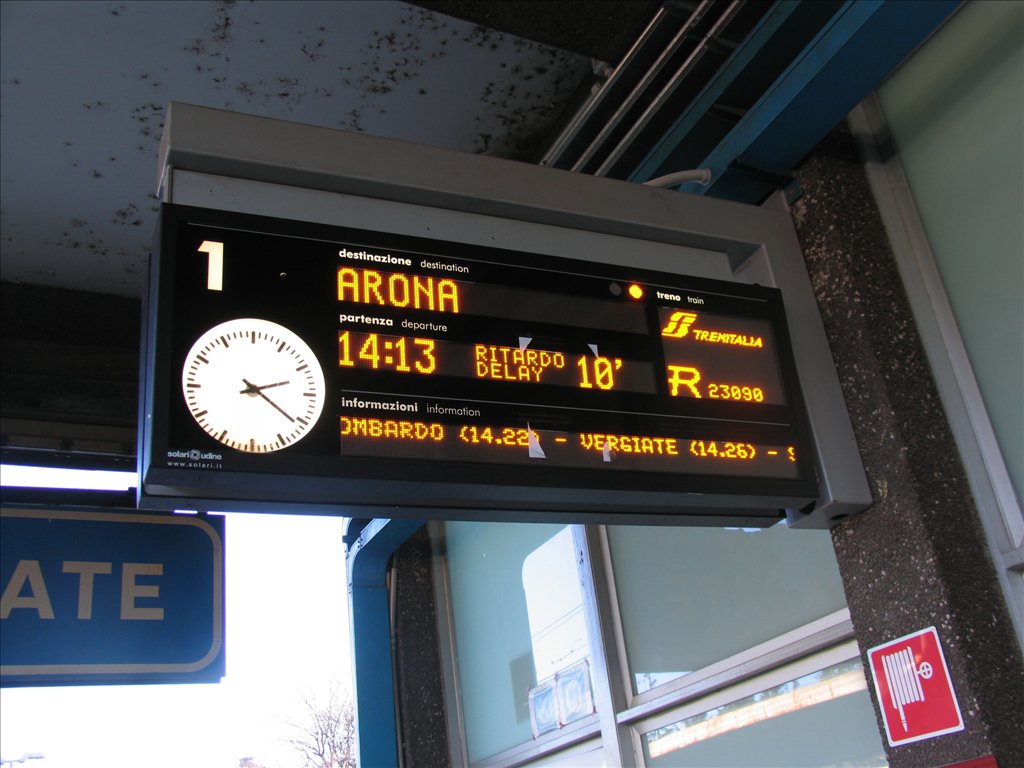 1
destinazione destination
ARONA
treno train
TRENITALIA
partenza departure
14:13 RITARDO DELAY 10'
R 23090
informazioni information
OMBARDO (14.22) - VERGIATE (14.26) - S
solari udine
www.solari.it
ATE